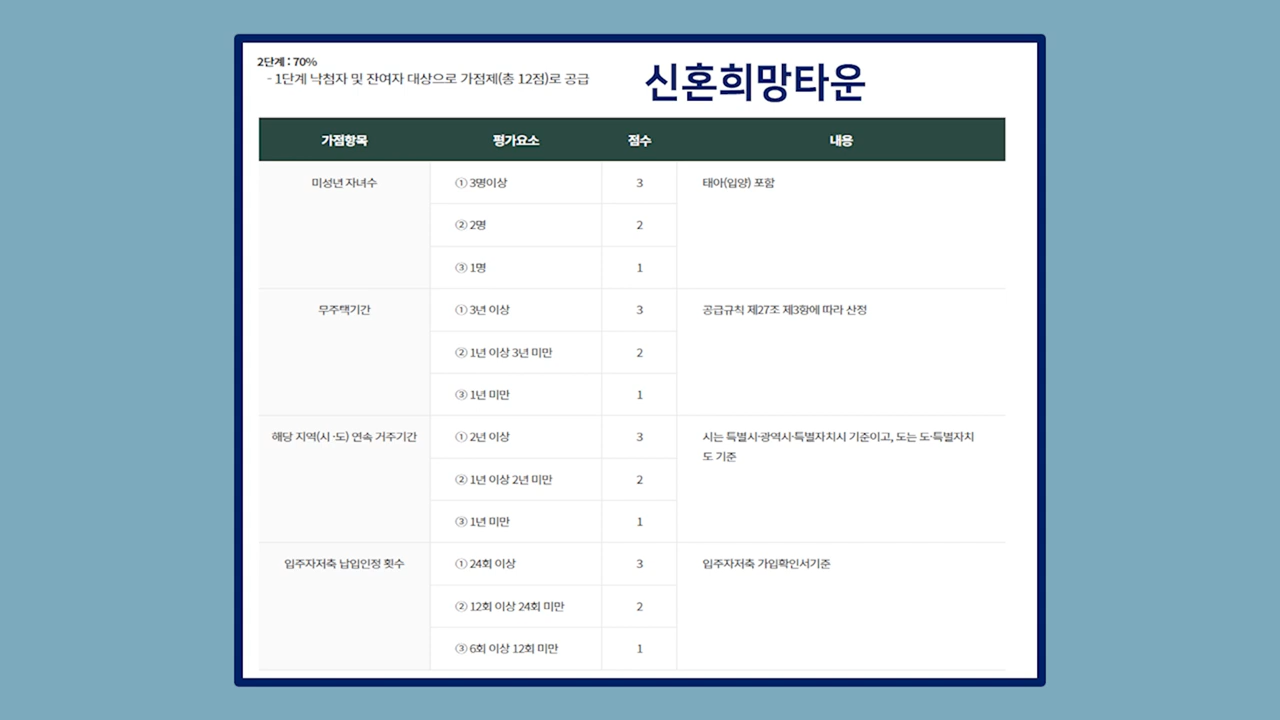 2단계 : 70%
- 1단계 낙첨자 및 잔여자 대상으로 가점제(총 12점)로 공급
신혼희망타운
가점항목 평가요소 점수 내용
미성년 자녀수 ① 3명이상 3 태아(입양) 포함
② 2명 2
③ 1명 1
무주택기간 ① 3년 이상 3 공급규칙 제27조 제3항에 따라 산정
② 1년 이상 3년 미만 2
③ 1년 미만 1
해당 지역(시·도) 연속 거주기간 ① 2년 이상 3 시는 특별시·광역시·특별자치시 기준이고, 도는 도·특별자치
도 기준
② 1년 이상 2년 미만 2
③ 1년 미만 1
입주자저축 납입인정 횟수 ① 24회 이상 3 입주자저축 가입확인서기준
② 12회 이상 24회 미만 2
③ 6회 이상 12회 미만 1